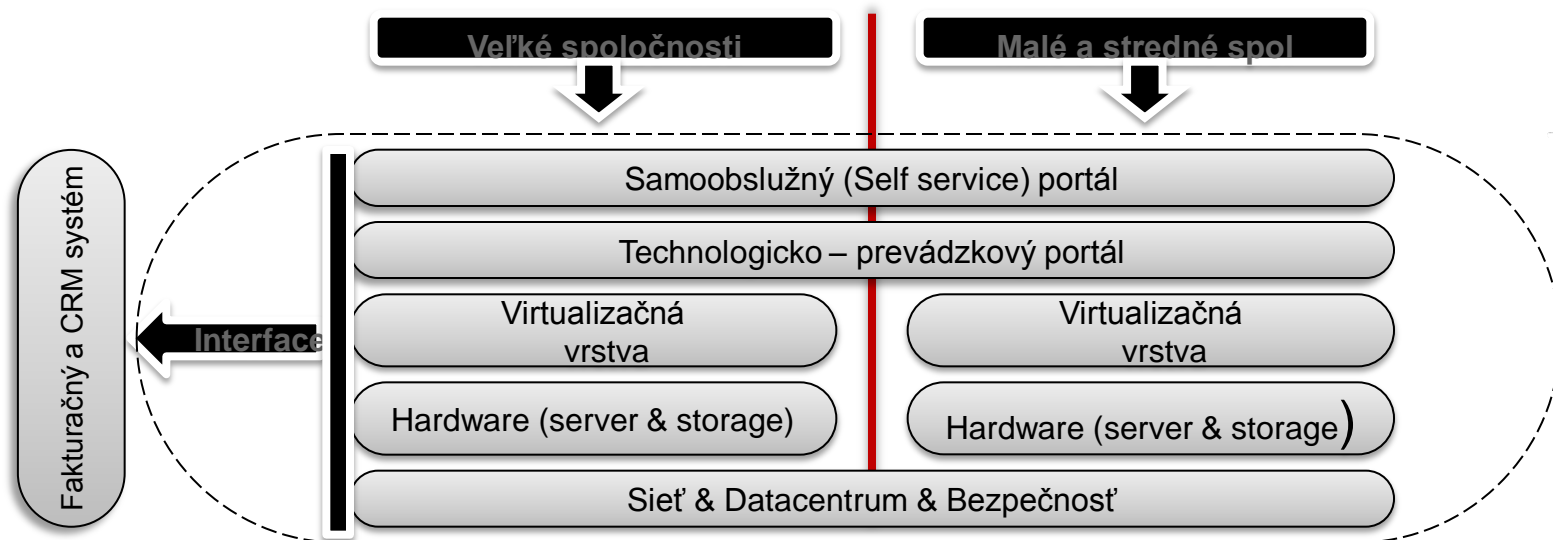 Veľké spoločnosti
Malé a stredné spol
Fakturačný a CRM systém
Samoobslužný (Self service) portál
Technologicko – prevádzkový portál
Interface
Virtualizačná
vrstva
Virtualizačná
vrstva
Hardware (server & storage)
Hardware (server & storage)
Sieť & Datacentrum & Bezpečnosť